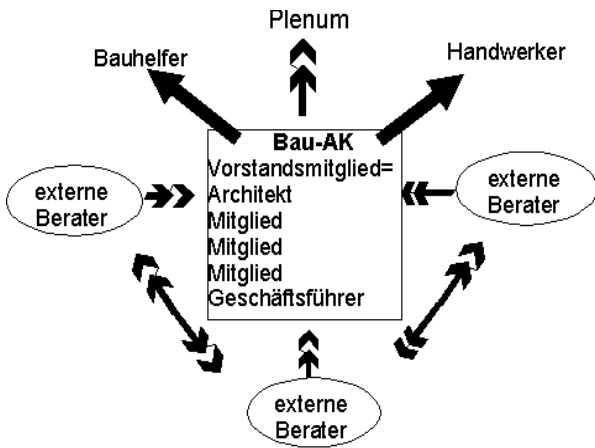 Plenum
Bauhelfer
Handwerker
Bau-AK
Vorstandsmitglied=
Architekt
Mitglied
Mitglied
Mitglied
Geschäftsführer
externe
Berater
externe
Berater
externe
Berater